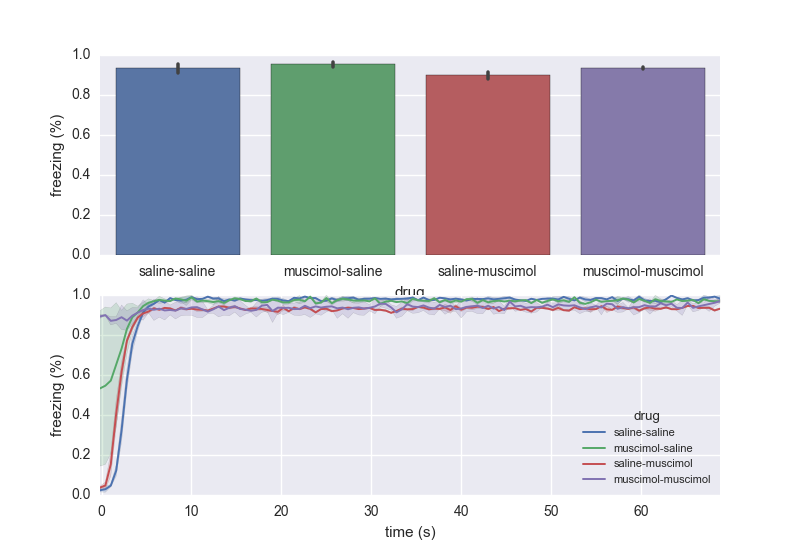 1.0
0.8
0.6
0.4
0.2
0.0
freezing (%)
saline-saline muscimol-saline saline-muscimol muscimol-muscimol
drug
1.0
0.8
0.6
0.4
0.2
0.0
freezing (%)
drug
saline-saline
muscimol-saline
saline-muscimol
muscimol-muscimol
0 10 20 30 40 50 60
time (s)